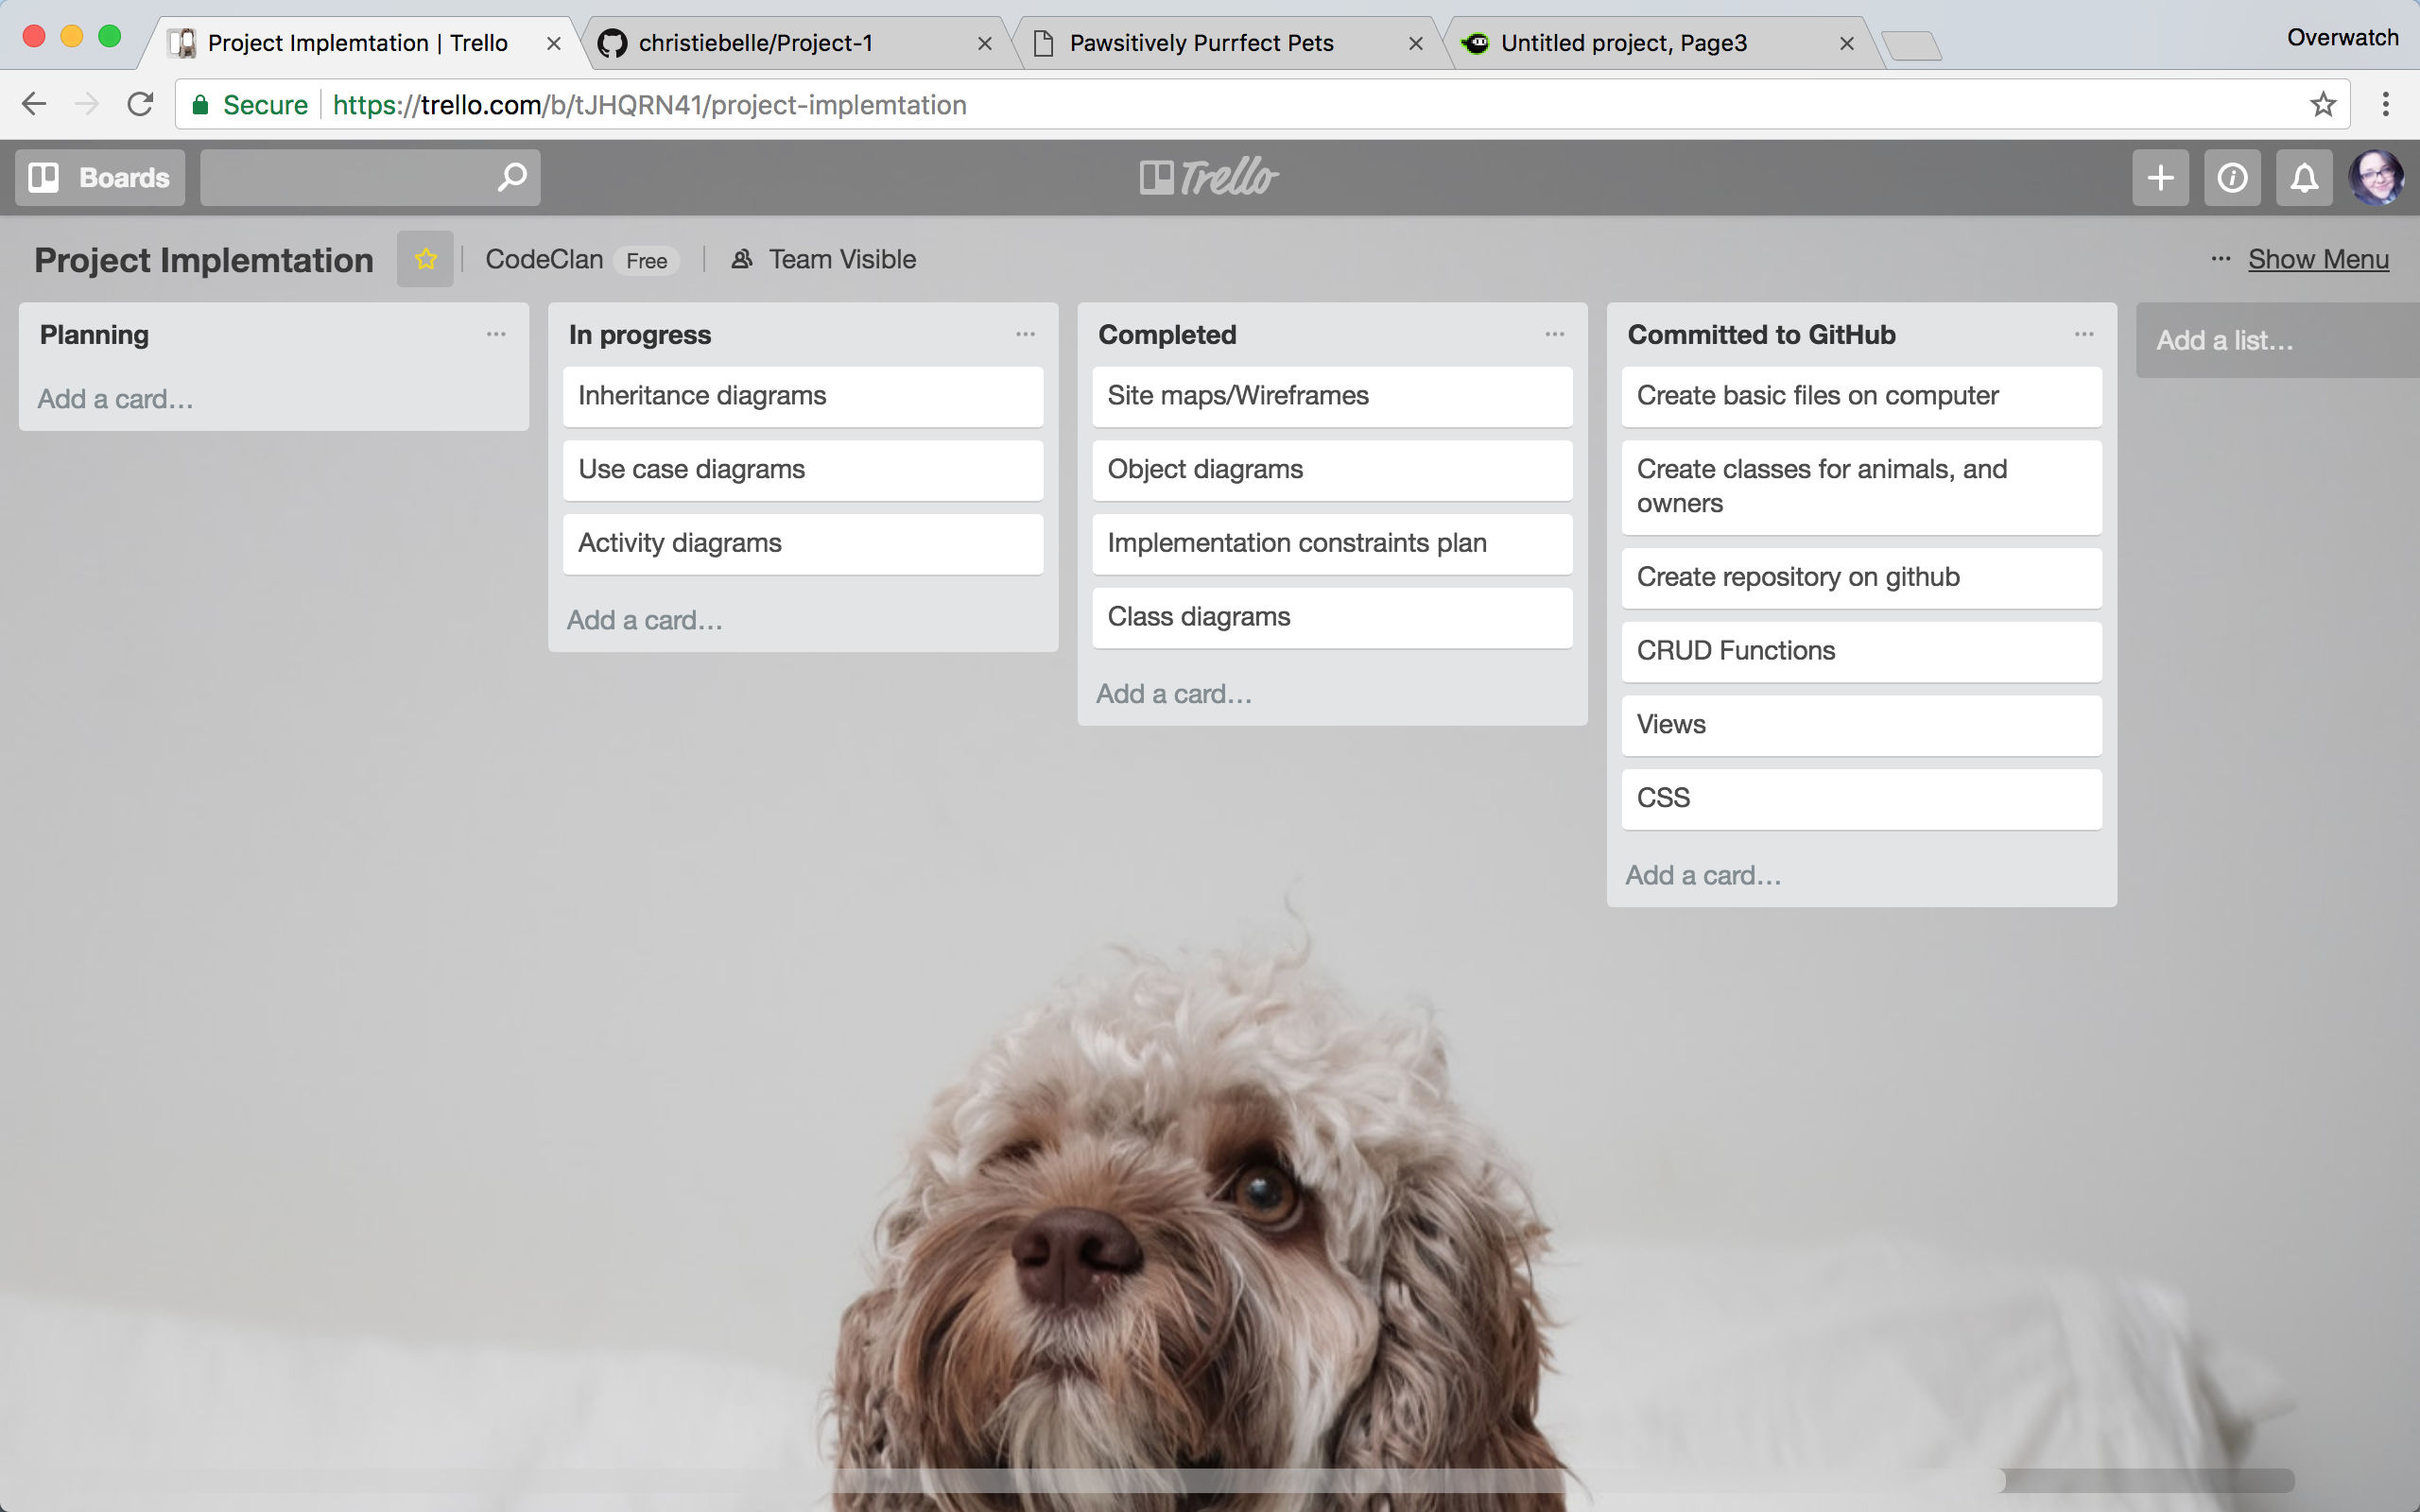 Project Implemtation | Trello
christiebelle/Project-1
Pawsitively Purrfect Pets
Untitled project, Page3
Overwatch
Secure
https://trello.com/b/tJHQRN41/project-implemtation
Boards
Trello
Project Implemtation
CodeClan
Free
Team Visible
... Show Menu
Planning
Add a card...
In progress
Inheritance diagrams
Use case diagrams
Activity diagrams
Add a card...
Completed
Site maps/Wireframes
Object diagrams
Implementation constraints plan
Class diagrams
Add a card...
Committed to GitHub
Create basic files on computer
Create classes for animals, and
owners
Create repository on github
CRUD Functions
Views
CSS
Add a card...
Add a list...